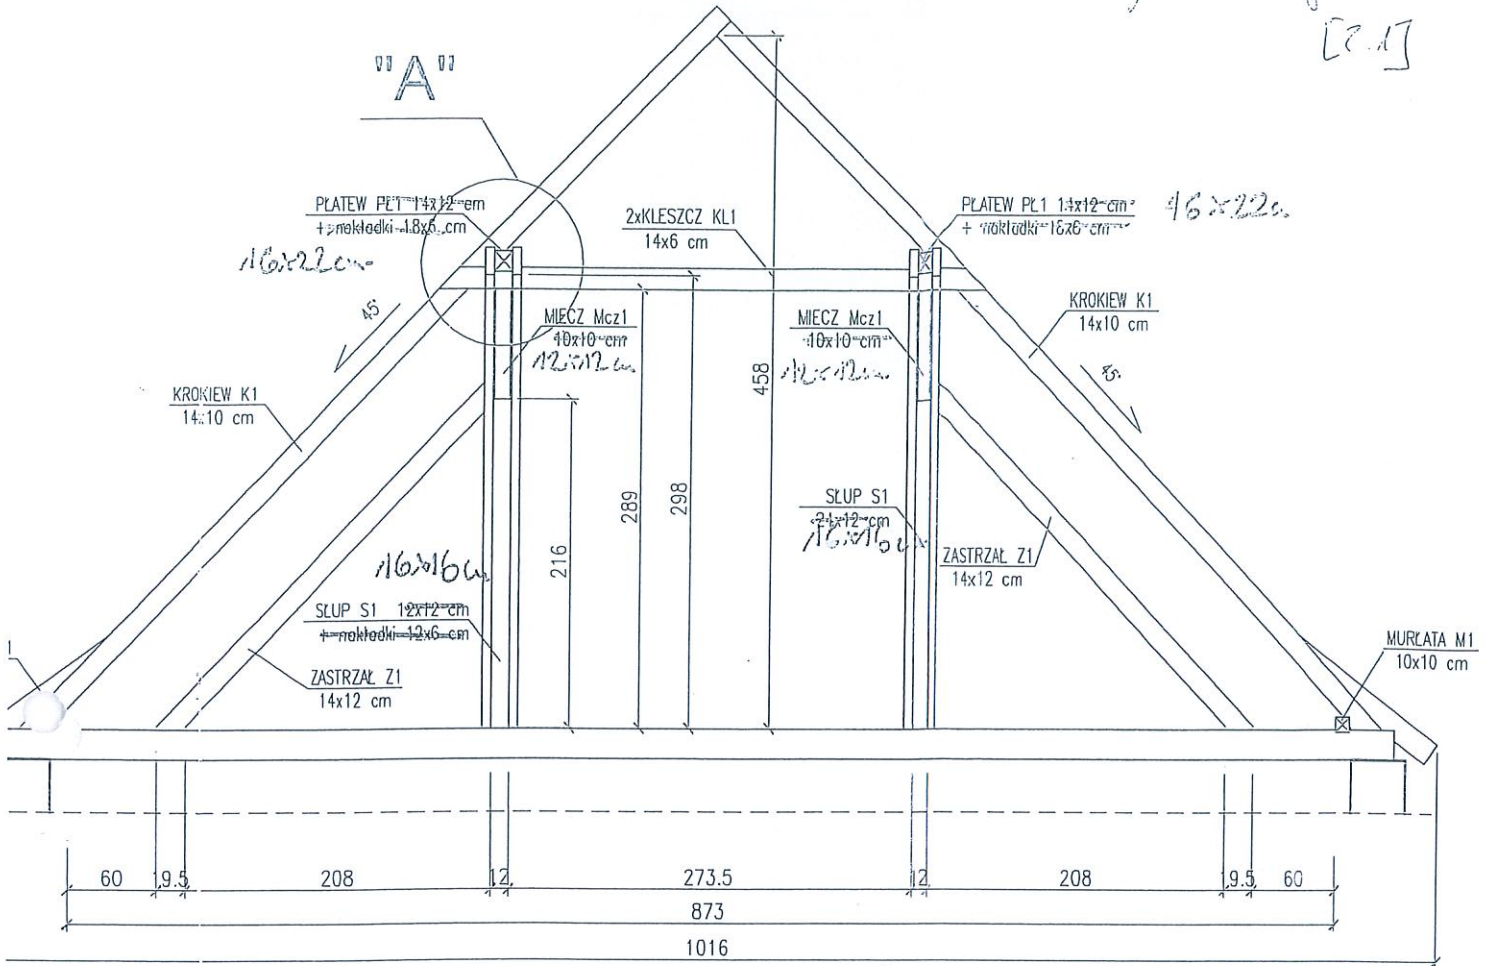 [2.1]
"A"
PŁATEW PŁ1 14x12 cm
+ nakładki 18x6 cm
16x22cm
2xKLESZCZ KL1
14x6 cm
PŁATEW PŁ1 14x12 cm
+ nakładki 18x6 cm
16x22cm
45°
MIECZ Mcz1
10x10 cm
12x12cm
MIECZ Mcz1
10x10 cm
12x12cm
KROKIEW K1
14x10 cm
45°
KROKIEW K1
14x10 cm
458
289
298
216
SŁUP S1
16x16cm
16x16cm
SŁUP S1 12x12 cm
+ nakładki 12x6 cm
ZASTRZAŁ Z1
14x12 cm
ZASTRZAŁ Z1
14x12 cm
1
MURŁATA M1
10x10 cm
60 19.5 208 12 273.5 12 208 19.5 60
873
1016